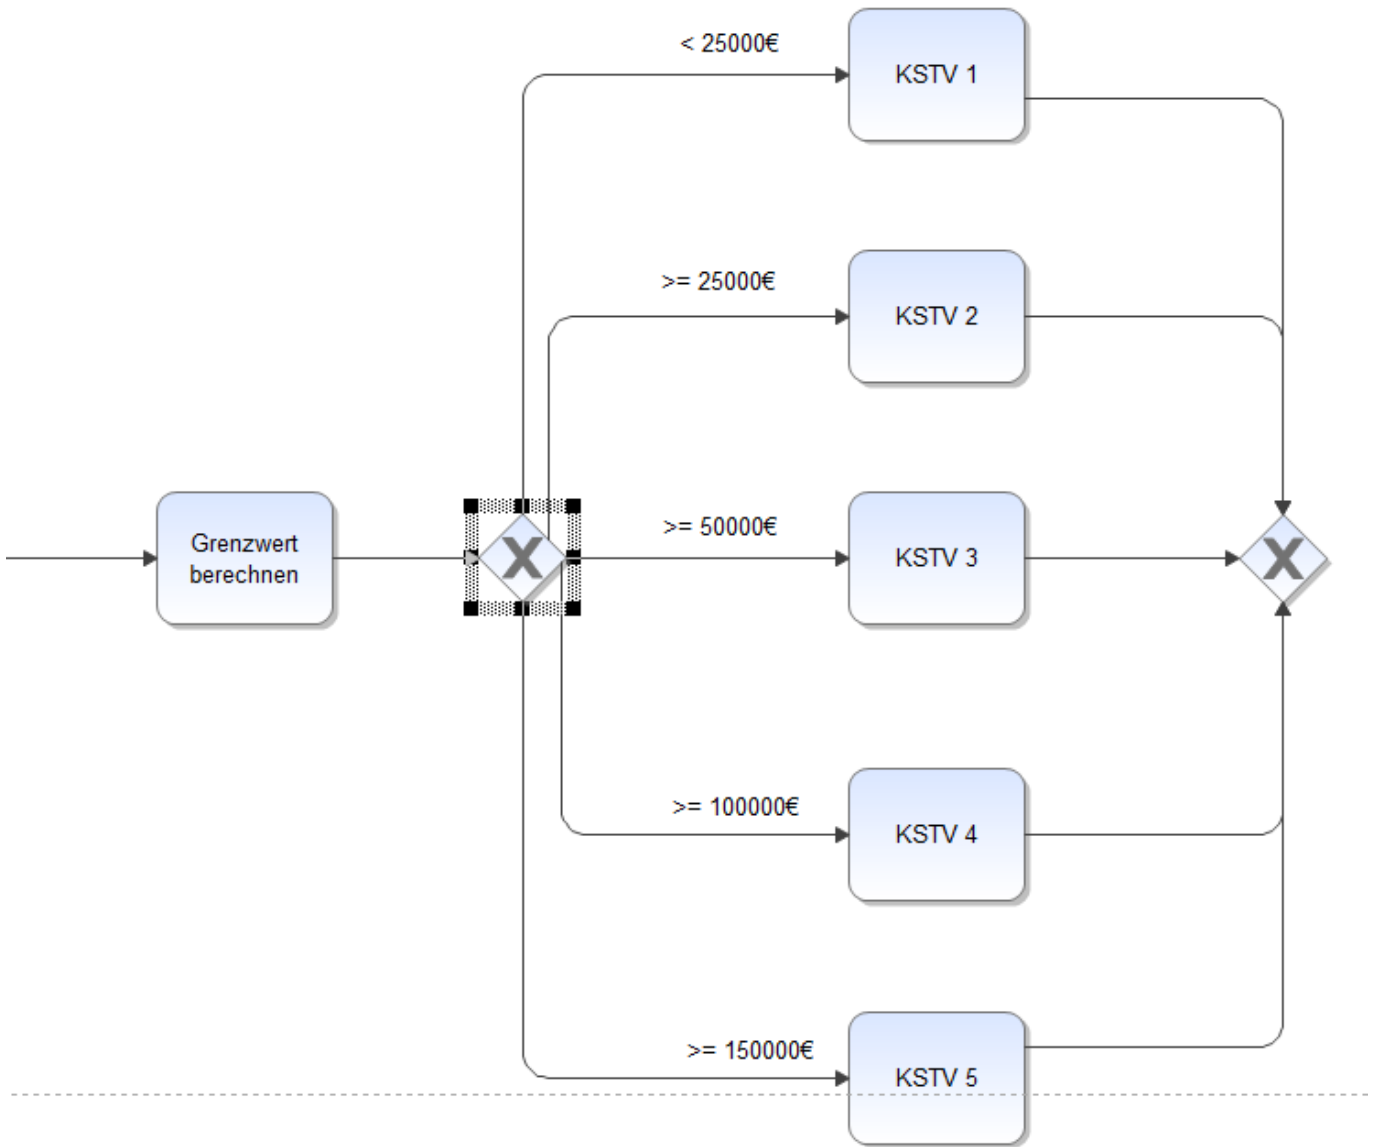 < 25000€
KSTV 1
>= 25000€
KSTV 2
Grenzwert
berechnen
X
>= 50000€
KSTV 3
X
>= 100000€
KSTV 4
>= 150000€
KSTV 5